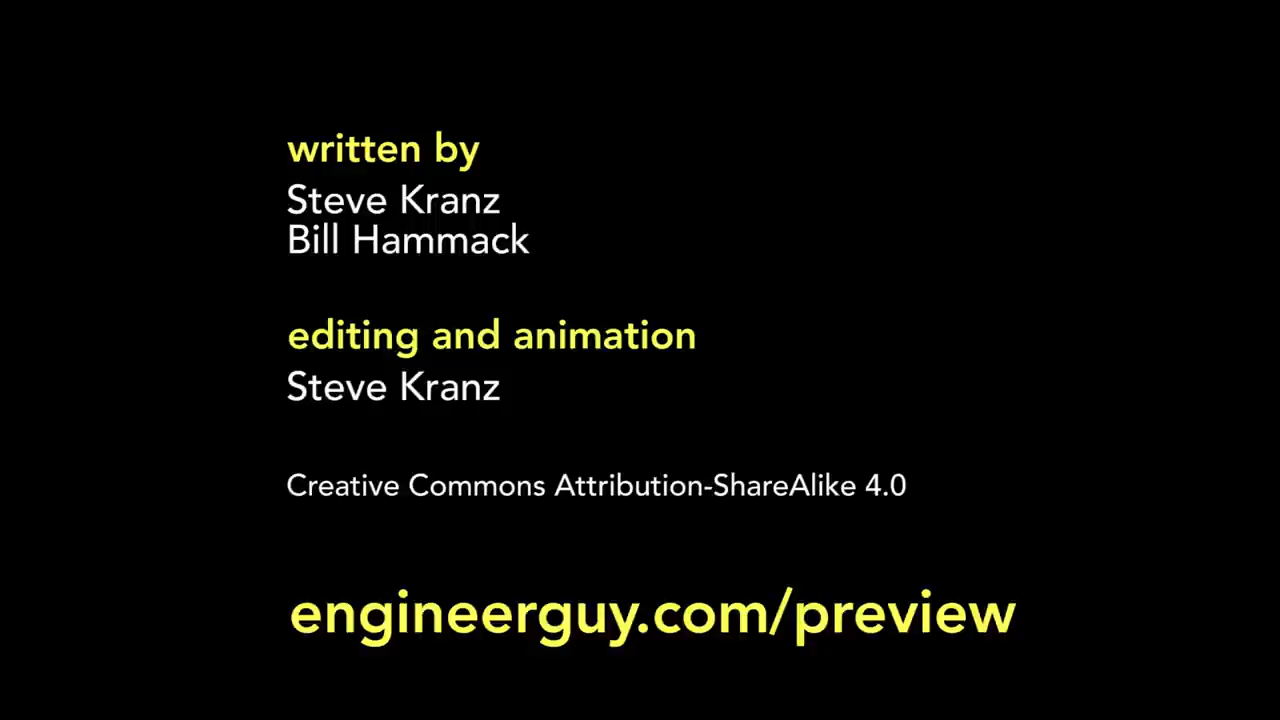 written by
Steve Kranz
Bill Hammack
editing and animation
Steve Kranz
Creative Commons Attribution-ShareAlike 4.0
engineerguy.com/preview